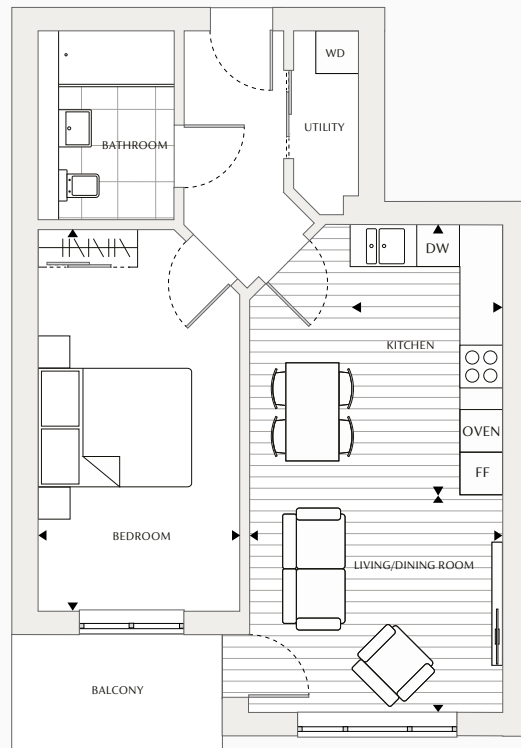 WD
UTILITY
BATHROOM
DW
KITCHEN
OVEN
FF
BEDROOM
LIVING/DINING ROOM
BALCONY